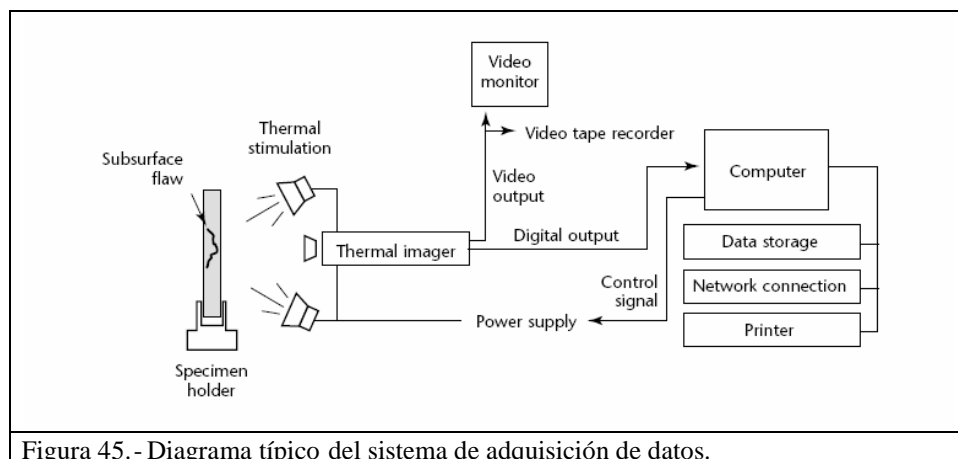 Video
monitor
Thermal
stimulation
Video tape recorder
Subsurface
flaw
Video
output
Computer
Thermal imager
Digital output
Data storage
Control
signal
Network connection
Power supply
Printer
Specimen
holder
Figura 45.- Diagrama típico del sistema de adquisición de datos.